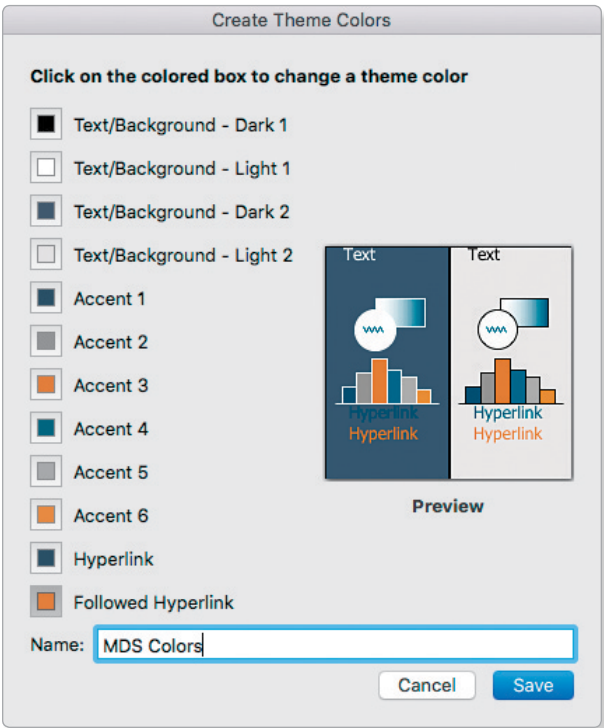 Create Theme Colors
Click on the colored box to change a theme color
Text/Background - Dark 1
Text/Background - Light 1
Text/Background - Dark 2
Text/Background - Light 2
Accent 1
Accent 2
Accent 3
Accent 4
Accent 5
Accent 6
Hyperlink
Followed Hyperlink
Text Text
Hyperlink Hyperlink
Hyperlink Hyperlink
Preview
Name: MDS Colors
Cancel Save